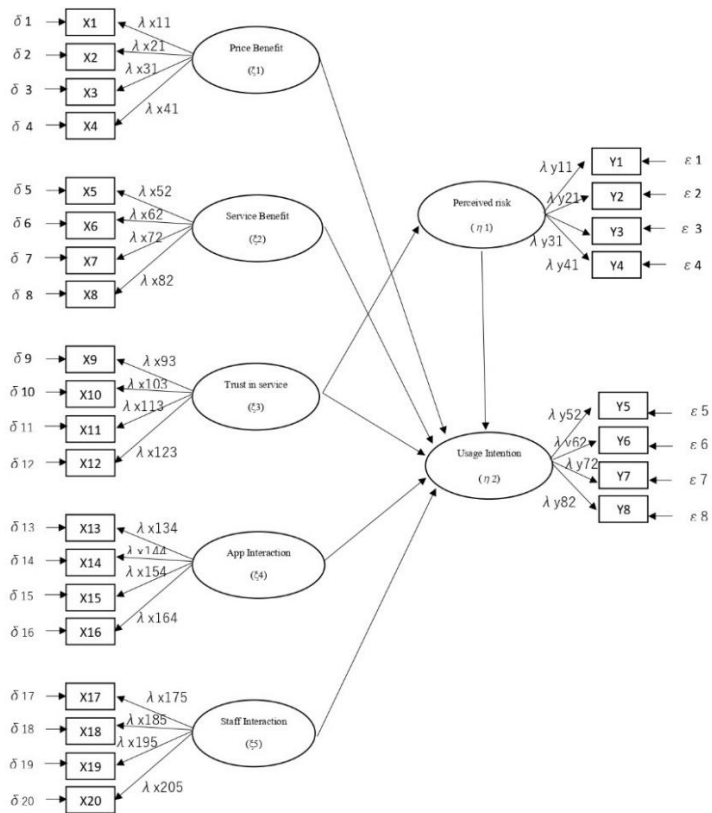 δ 1
X1
λ x11
δ 2
X2
λ x21
δ 3
X3
λ x31
δ 4
X4
λ x41
Price Benefit
(ξ1)
δ 5
X5
λ x52
δ 6
X6
λ x62
δ 7
X7
λ x72
δ 8
X8
λ x82
Service Benefit
(ξ2)
δ 9
X9
λ x93
δ 10
X10
λ x103
δ 11
X11
λ x113
δ 12
X12
λ x123
Trust in service
(ξ3)
δ 13
X13
λ x134
δ 14
X14
λ x144
δ 15
X15
λ x154
δ 16
X16
λ x164
App Interaction
(ξ4)
δ 17
X17
λ x175
δ 18
X18
λ x185
δ 19
X19
λ x195
δ 20
X20
λ x205
Staff Interaction
(ξ5)
Perceived risk
(η 1)
λ y11
Y1
ε 1
λ y21
Y2
ε 2
λ y31
Y3
ε 3
λ y41
Y4
ε 4
Usage Intention
(η 2)
λ y52
Y5
ε 5
λ y62
Y6
ε 6
λ y72
Y7
ε 7
λ y82
Y8
ε 8